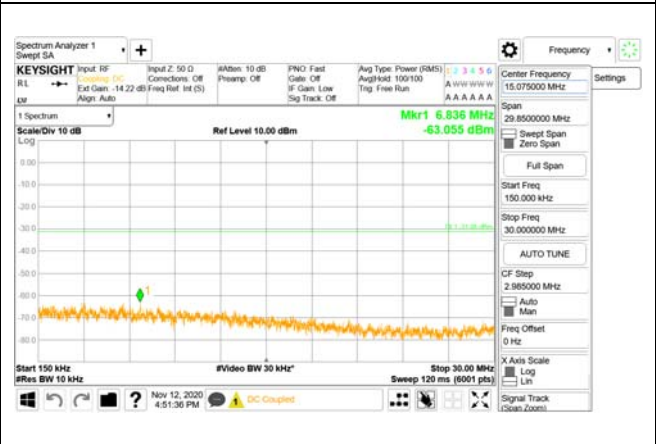 Spectrum Analyzer 1
Swept SA
+
Frequency
KEYSIGHT
RL
Input: RF
Coupling: DC
Ext Gain: -14.22 dB
Align: Auto
Input Z: 50 Ω
Corrections: Off
Freq Ref: Int (S)
#Atten: 10 dB
Preamp: Off
PNO: Fast
Gate: Off
IF Gain: Low
Sig Track: Off
Avg Type: Power (RMS)
Avg|Hold: 100/100
Trig: Free Run
1 2 3 4 5 6
A W W W W W
A A A A A A
Center Frequency
15.075000 MHz
Settings
1 Spectrum
Mkr1 6.836 MHz
Scale/Div 10 dB
Ref Level 10.00 dBm
-63.055 dBm
Log
0.00
-10.0
-20.0
-30.0
-40.0
-50.0
-60.0
-70.0
-80.0
1
Span
29.8500000 MHz
Swept Span
Zero Span
Full Span
Start Freq
150.000 kHz
Stop Freq
30.000000 MHz
AUTO TUNE
CF Step
2.985000 MHz
Auto
Man
Freq Offset
0 Hz
X Axis Scale
Log
Lin
Signal Track
(Span Zoom)
Start 150 kHz
#Video BW 30 kHz*
Stop 30.00 MHz
#Res BW 10 kHz
Sweep 120 ms (6001 pts)
?
Nov 12, 2020
4:51:36 PM
1
DC Coupled